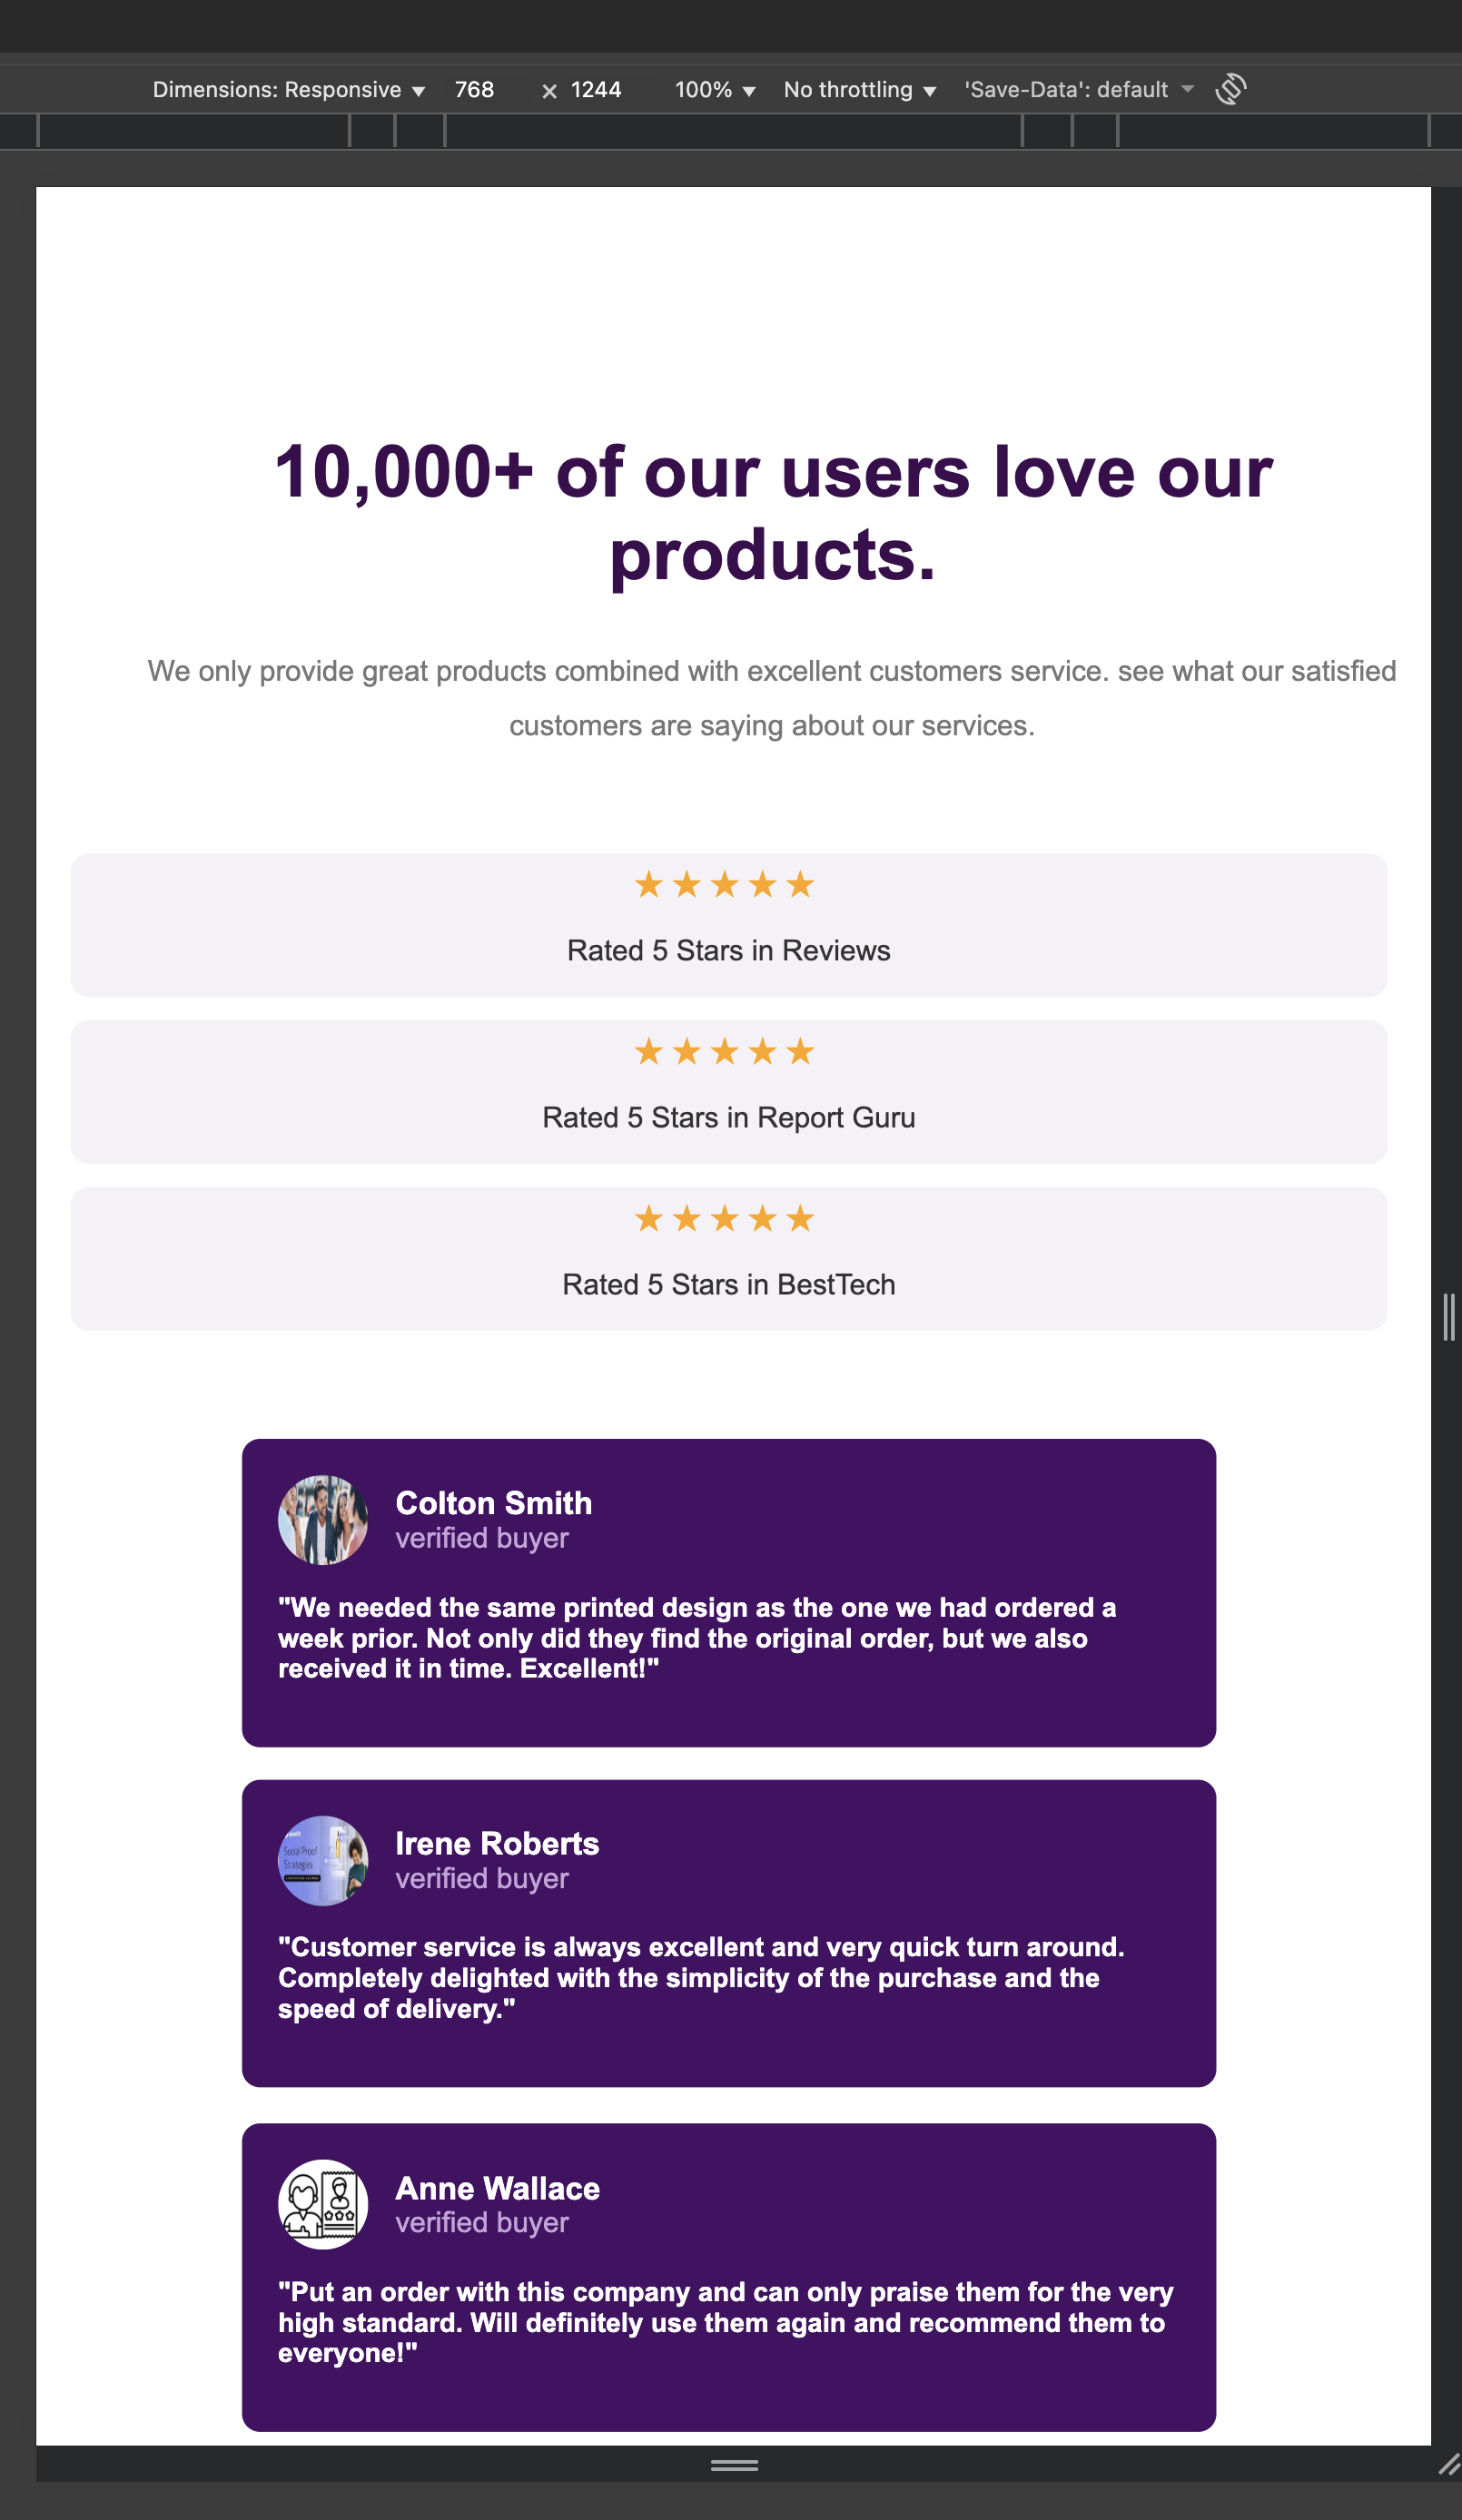 Dimensions: Responsive ▼ 768 × 1244 100% ▼ No throttling ▼ 'Save-Data': default ▼
10,000+ of our users love our
products.
We only provide great products combined with excellent customers service. see what our satisfied
customers are saying about our services.
★★★★★
Rated 5 Stars in Reviews
★★★★★
Rated 5 Stars in Report Guru
★★★★★
Rated 5 Stars in BestTech
Colton Smith
verified buyer
"We needed the same printed design as the one we had ordered a
week prior. Not only did they find the original order, but we also
received it in time. Excellent!"
Social Proof
Strategies
Irene Roberts
verified buyer
"Customer service is always excellent and very quick turn around.
Completely delighted with the simplicity of the purchase and the
speed of delivery."
Anne Wallace
verified buyer
"Put an order with this company and can only praise them for the very
high standard. Will definitely use them again and recommend them to
everyone!"